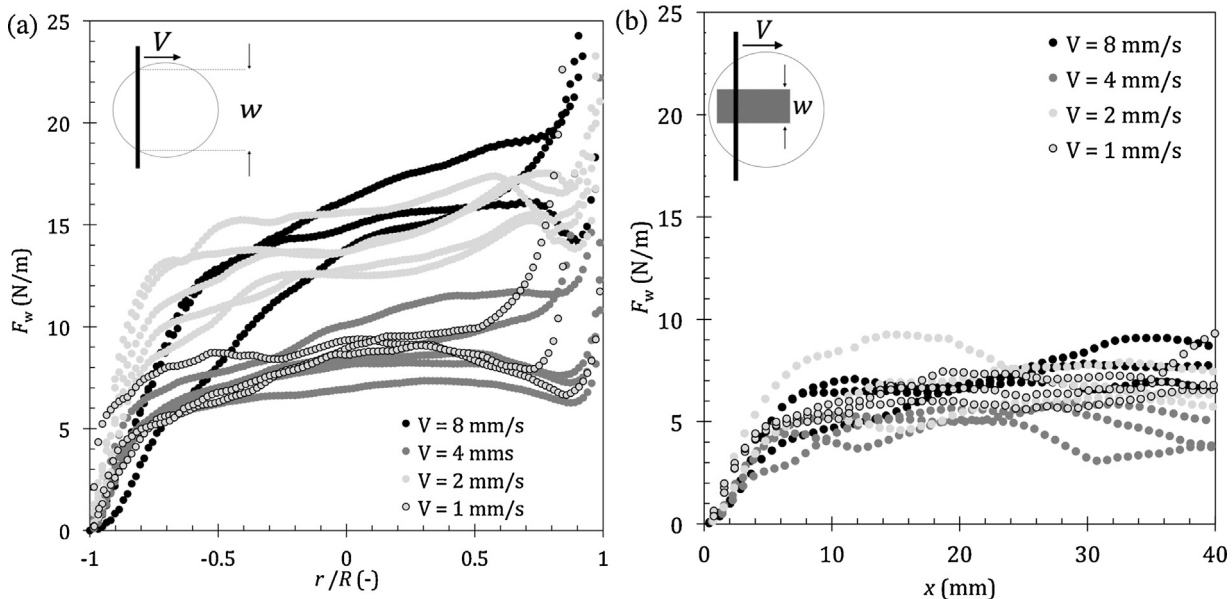 (a)
25
20
15
10
5
0
F_w (N/m)
V
w
V = 8 mm/s
V = 4 mms
V = 2 mm/s
V = 1 mm/s
-1
-0.5
0
0.5
1
r/R (-)
(b)
25
20
15
10
5
0
F_w (N/m)
V
w
V = 8 mm/s
V = 4 mm/s
V = 2 mm/s
V = 1 mm/s
0
10
20
30
40
x (mm)